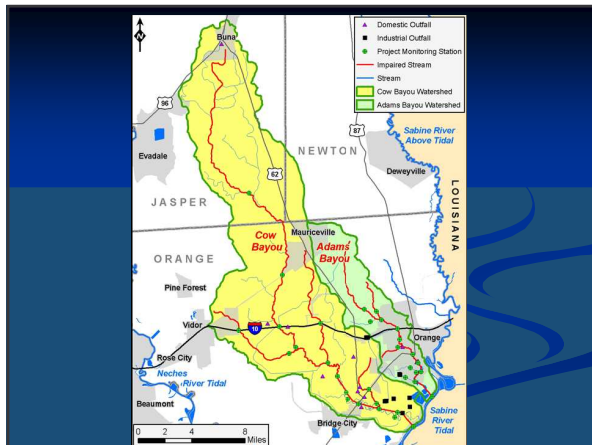 N
Buna
Domestic Outfall
Industrial Outfall
Project Monitoring Station
Impaired Stream
Stream
Cow Bayou Watershed
Adams Bayou Watershed
96
87
Sabine River
Above Tidal
Evadale
NEWTON
62
Deweyville
LOUISIANA
JASPER
Mauriceville
Cow
Bayou
Adams
Bayou
ORANGE
Pine Forest
Vidor
10
Orange
Rose City
Neches
River Tidal
Beaumont
Bridge City
Sabine
River
Tidal
0 2 4 8
Miles